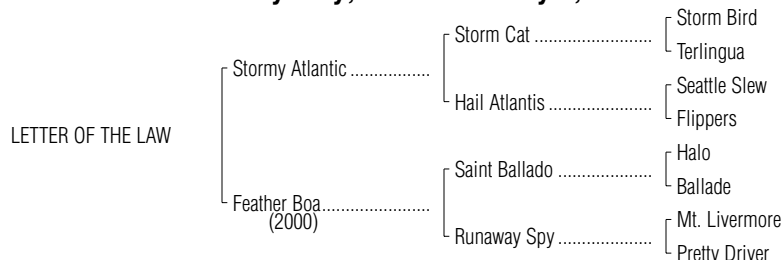 Storm Bird
Storm Cat ......................
Terlingua
Stormy Atlantic .................
Seattle Slew
Hail Atlantis ...................
Flippers
LETTER OF THE LAW
Halo
Saint Ballado ..................
Ballade
Feather Boa.......................
(2000)
Mt. Livermore
Runaway Spy ..................
Pretty Driver